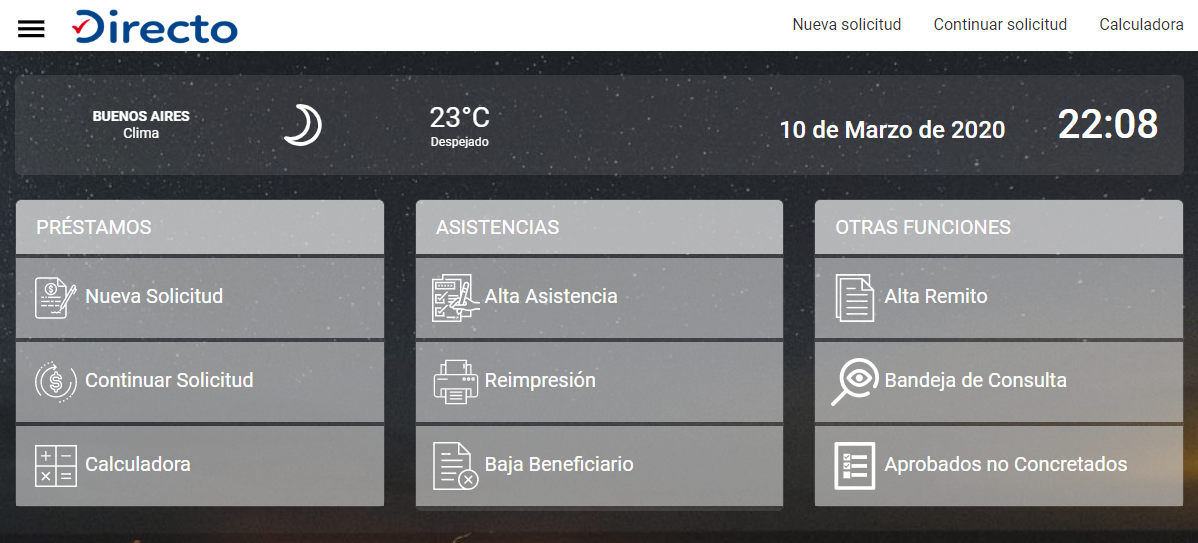 Directo
Nueva solicitud
Continuar solicitud
Calculadora
BUENOS AIRES
Clima
23°C
Despejado
10 de Marzo de 2020
22:08
PRÉSTAMOS
Nueva Solicitud
Continuar Solicitud
Calculadora
ASISTENCIAS
Alta Asistencia
Reimpresión
Baja Beneficiario
OTRAS FUNCIONES
Alta Remito
Bandeja de Consulta
Aprobados no Concretados